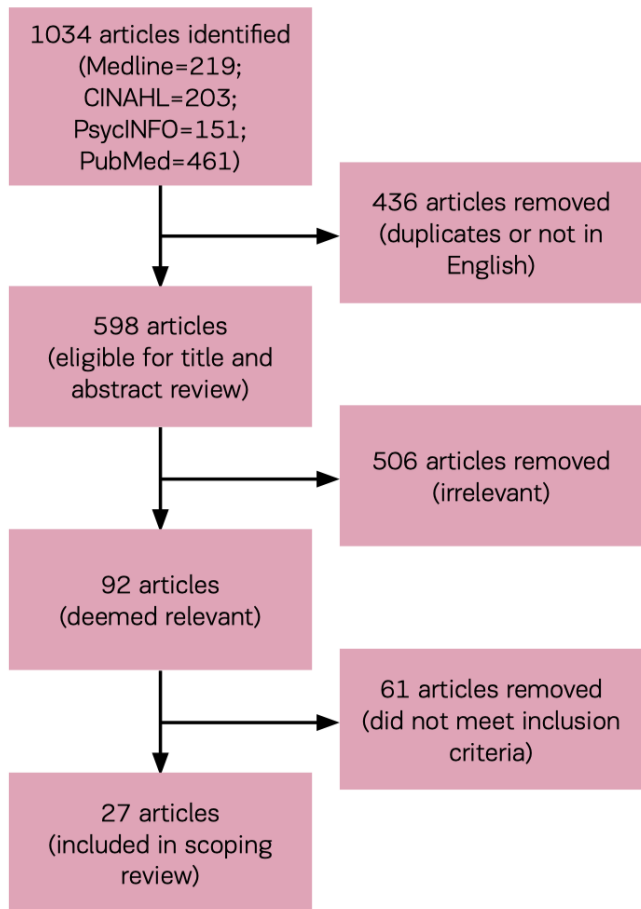 1034 articles identified
(Medline=219;
CINAHL=203;
PsycINFO=151;
PubMed=461)
436 articles removed
(duplicates or not in
English)
598 articles
(eligible for title and
abstract review)
506 articles removed
(irrelevant)
92 articles
(deemed relevant)
61 articles removed
(did not meet inclusion
criteria)
27 articles
(included in scoping
review)